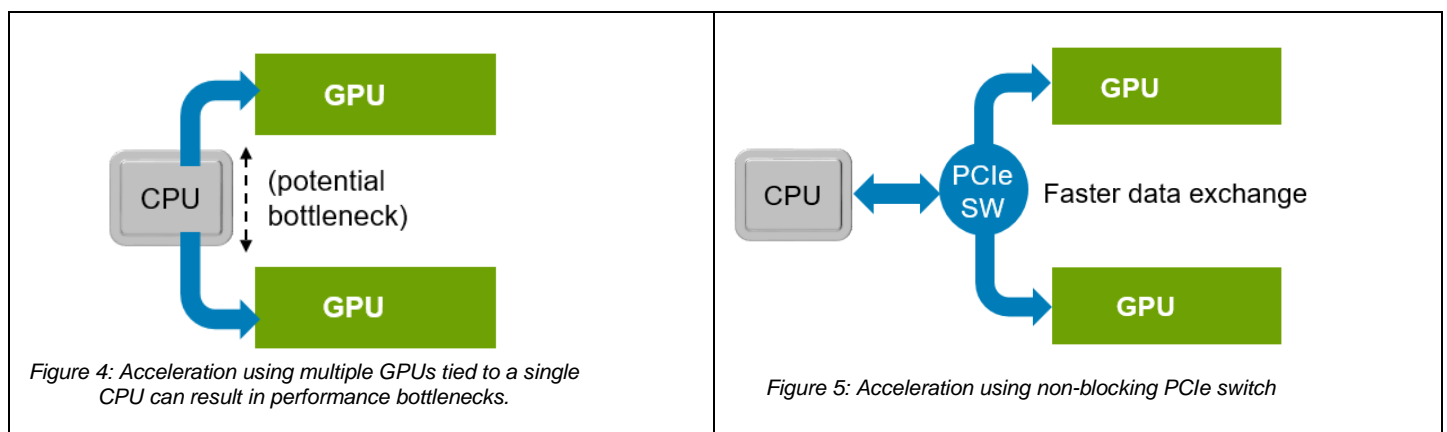 GPU
CPU
(potential
bottleneck)
GPU
Figure 4: Acceleration using multiple GPUs tied to a single
CPU can result in performance bottlenecks.
GPU
CPU
PCIe
SW
Faster data exchange
GPU
Figure 5: Acceleration using non-blocking PCIe switch